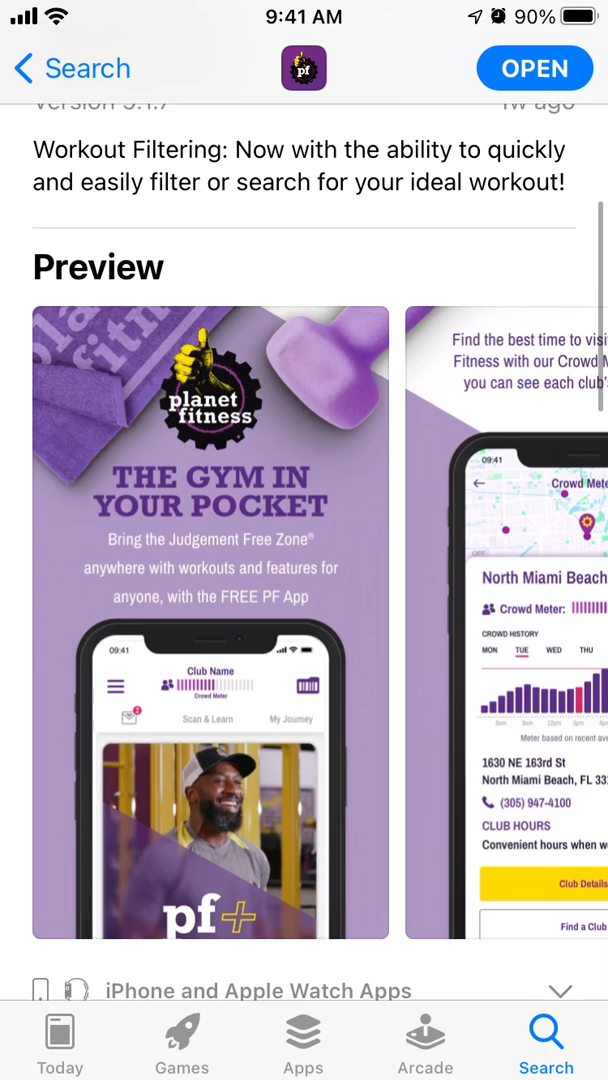 9:41 AM
90%
Search
pf
OPEN
Workout Filtering: Now with the ability to quickly
and easily filter or search for your ideal workout!
Preview
planet
fitness
THE GYM IN
YOUR POCKET
Bring the Judgement Free Zone®
anywhere with workouts and features for
anyone, with the FREE PF App
09:41
Club Name
Crowd Meter
2
Scan & Learn
My Journey
pf+
Find the best time to
Fitness with our Crowd
you can see each
09:41
Crowd
North Miami Beach
Crowd Meter:
CROWD HISTORY
MON TUE WED THU
6am 9am 12pm 3pm
Meter based on recent
1630 NE 163rd St
North Miami Beach, FL
(305) 947-4100
CLUB HOURS
Convenient hours when
Club Details
Find a Club
iPhone and Apple Watch Apps
Today
Games
Apps
Arcade
Search